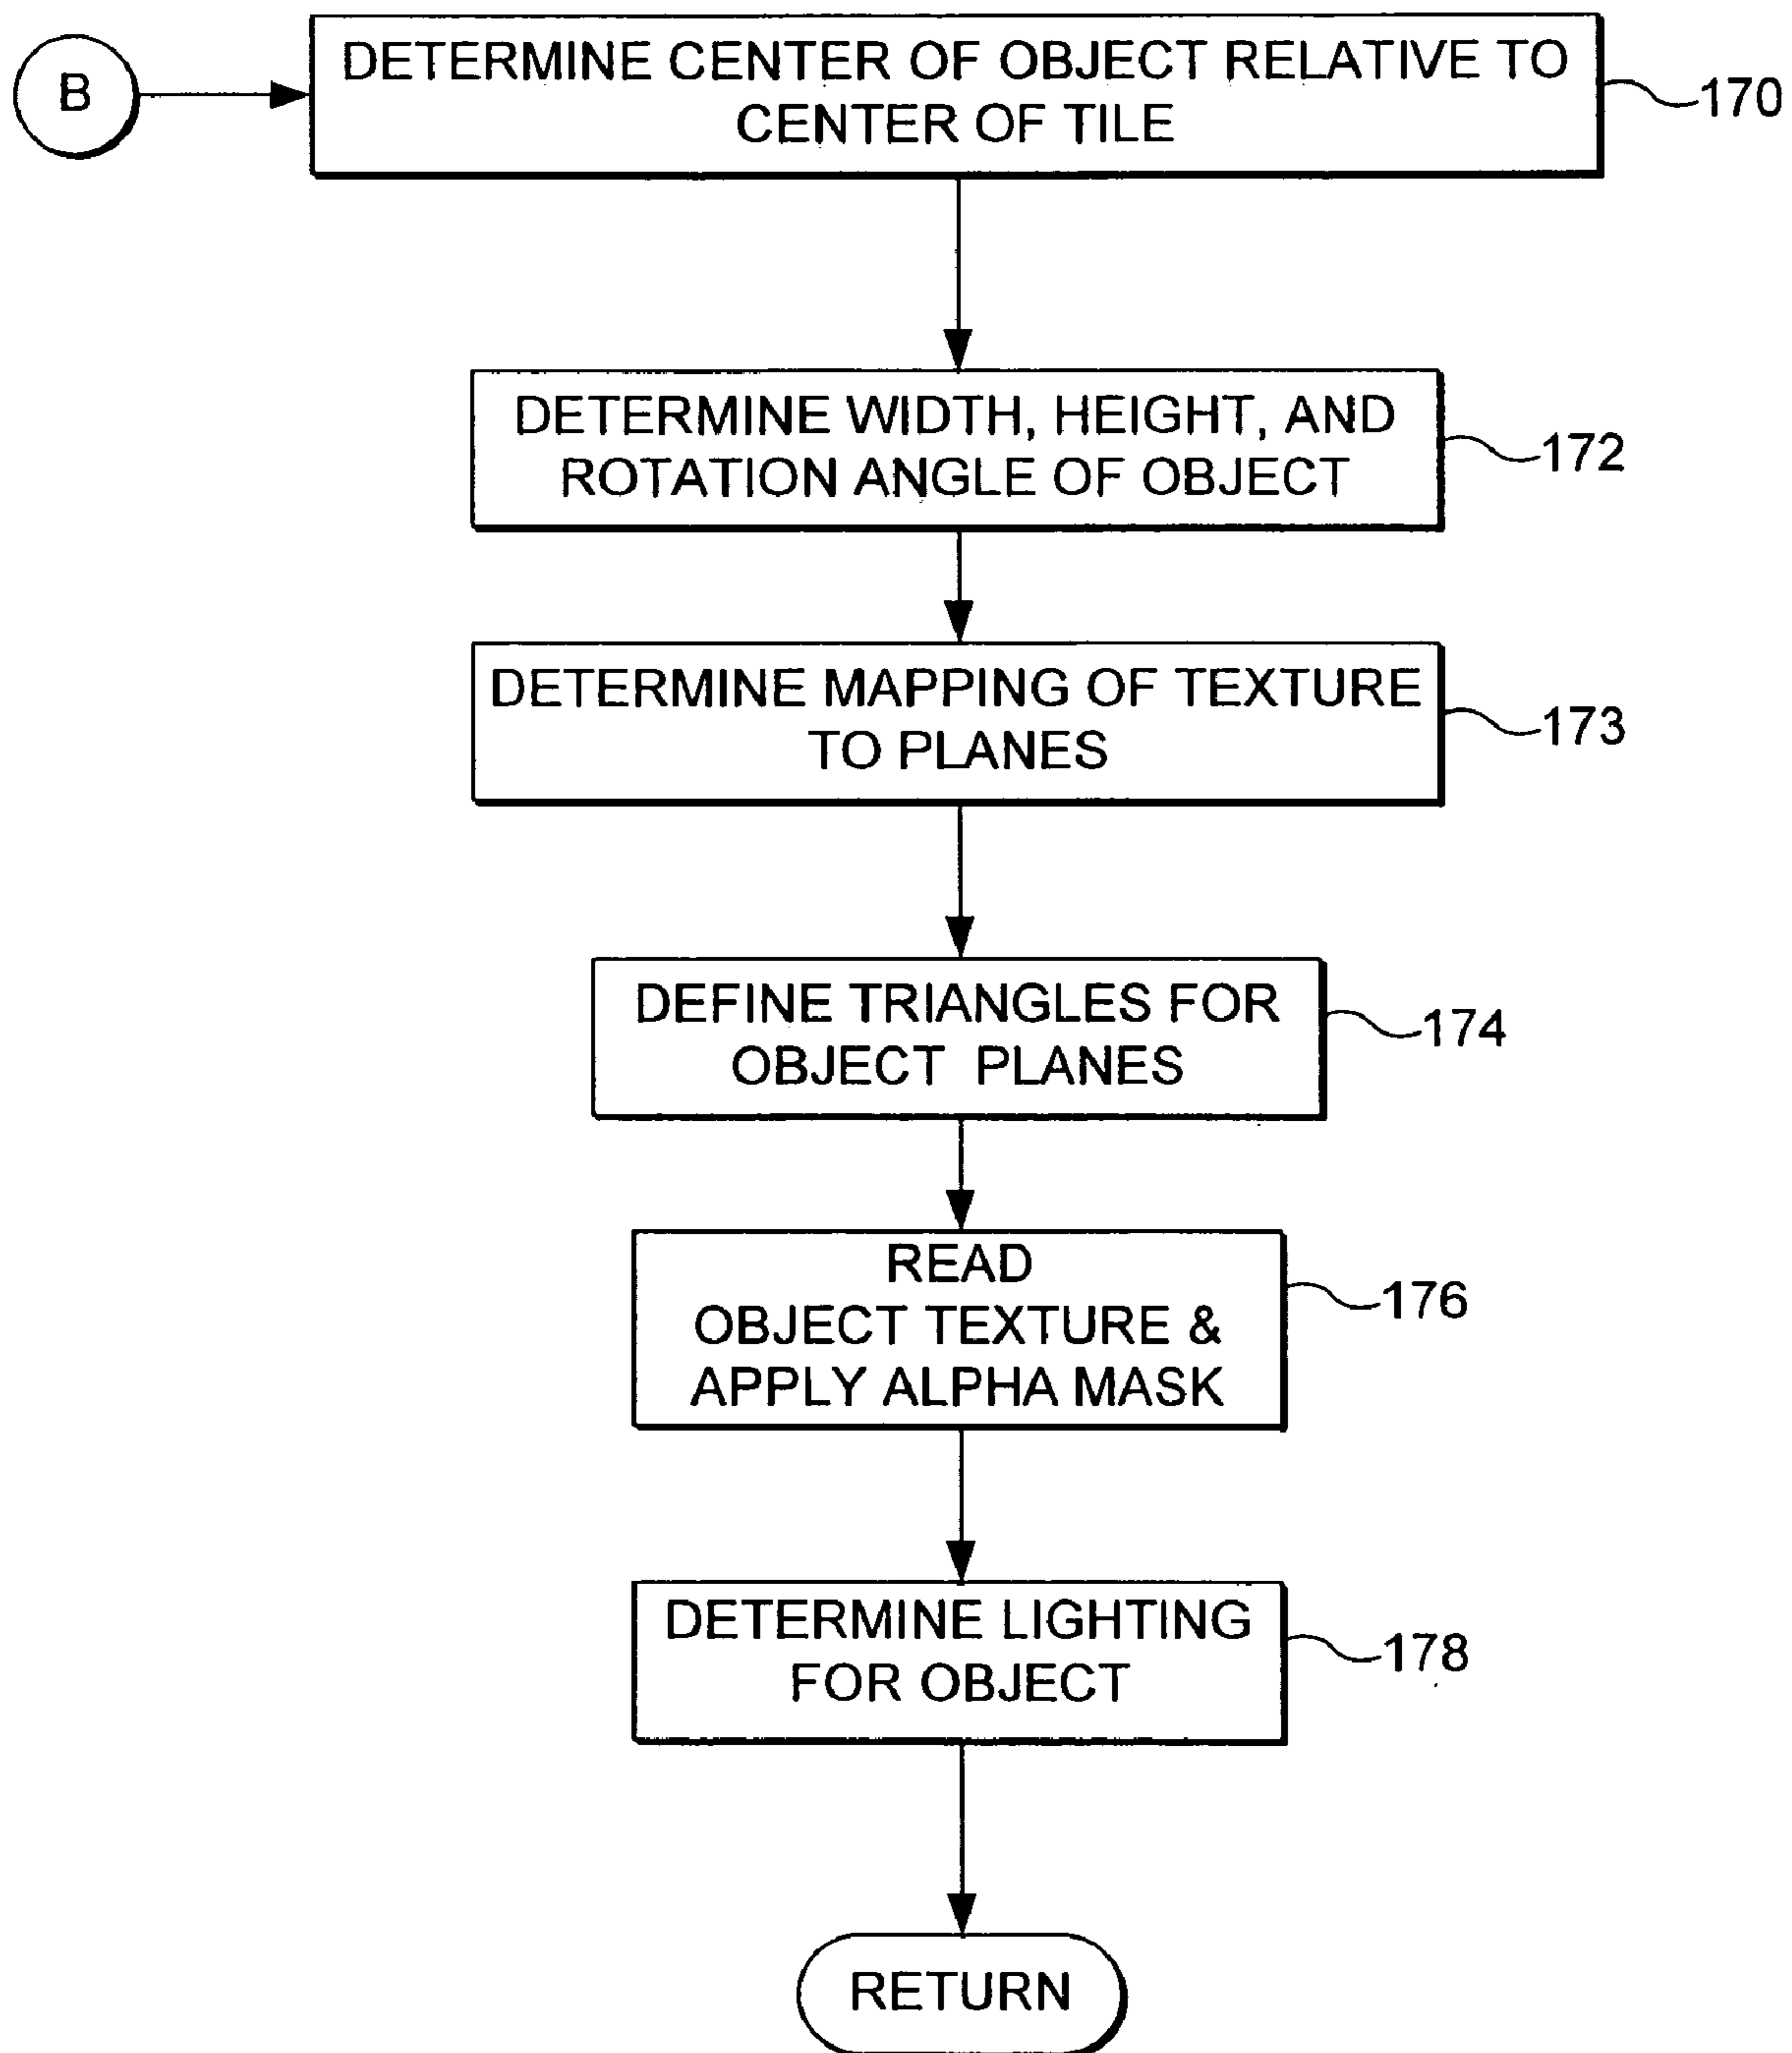 B
DETERMINE CENTER OF OBJECT RELATIVE TO
CENTER OF TILE
170
DETERMINE WIDTH, HEIGHT, AND
ROTATION ANGLE OF OBJECT
172
DETERMINE MAPPING OF TEXTURE
TO PLANES
173
DEFINE TRIANGLES FOR
OBJECT PLANES
174
READ
OBJECT TEXTURE &
APPLY ALPHA MASK
176
DETERMINE LIGHTING
FOR OBJECT
178
RETURN